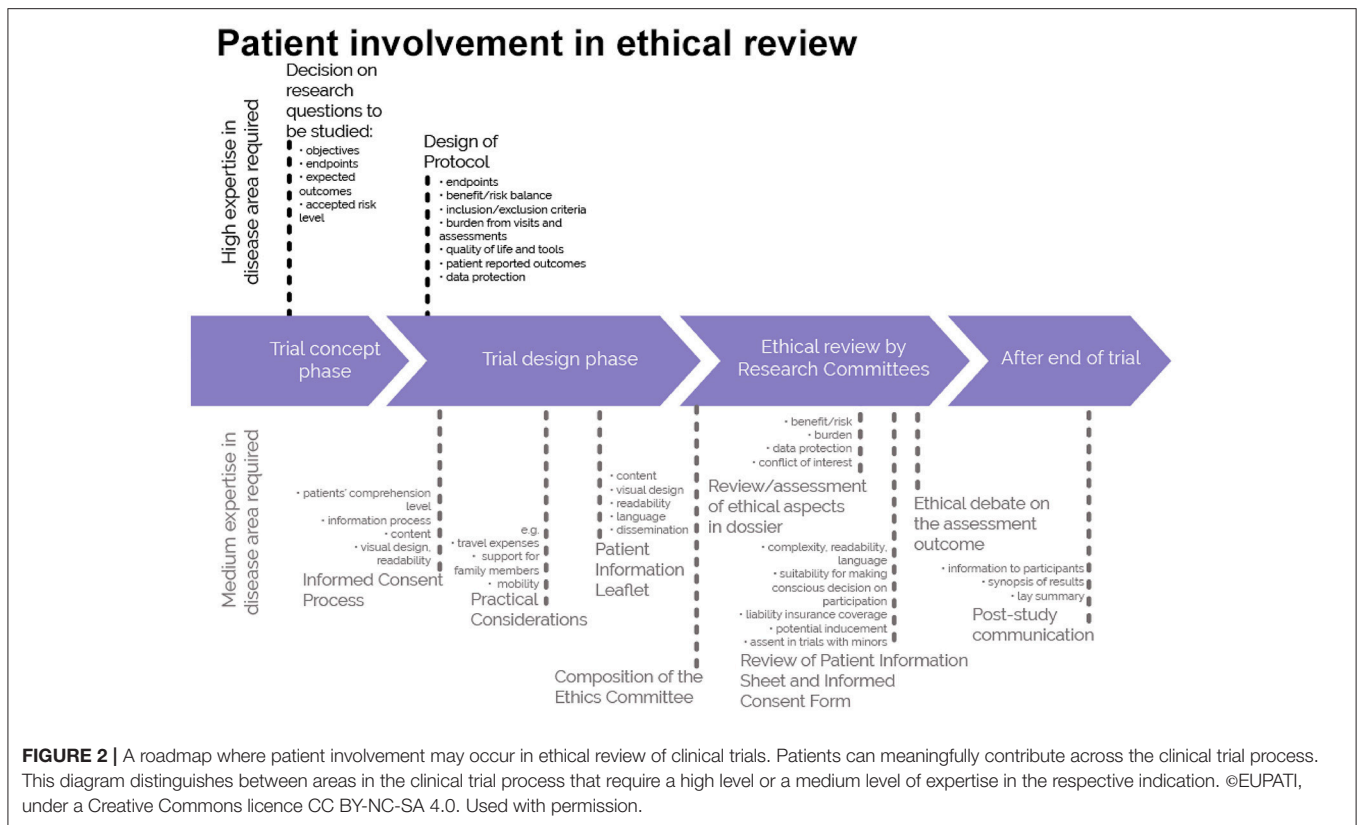 Patient involvement in ethical review
High expertise in
disease area required
Decision on
research
questions to
be studied:
• objectives
• endpoints
• expected
outcomes
• accepted risk
level
Design of
Protocol
• endpoints
• benefit/risk balance
• inclusion/exclusion criteria
• burden from visits and
assessments
• quality of life and tools
• patient reported outcomes
• data protection
Trial concept
phase
Trial design phase
Ethical review by
Research Committees
After end of trial
Medium expertise in
disease area required
• patients' comprehension
level
• information process
• content
• visual design,
readability
Informed Consent
Process
e.g.
• travel expenses
• support for
family members
• mobility
Practical
Considerations
• content
• visual design
• readability
• language
• dissemination
Patient
Information
Leaflet
Composition of the
Ethics Committee
• benefit/risk
• burden
• data protection
• conflict of interest
Review/assessment
of ethical aspects
in dossier
• complexity, readability,
language
• suitability for making
conscious decision on
participation
• liability insurance coverage
• potential inducement
• assent in trials with minors
Review of Patient Information
Sheet and Informed
Consent Form
Ethical debate on
the assessment
outcome
• information to participants
• synopsis of results
• lay summary
Post-study
communication
FIGURE 2 | A roadmap where patient involvement may occur in ethical review of clinical trials. Patients can meaningfully contribute across the clinical trial process.
This diagram distinguishes between areas in the clinical trial process that require a high level or a medium level of expertise in the respective indication. ©EUPATI,
under a Creative Commons licence CC BY-NC-SA 4.0. Used with permission.